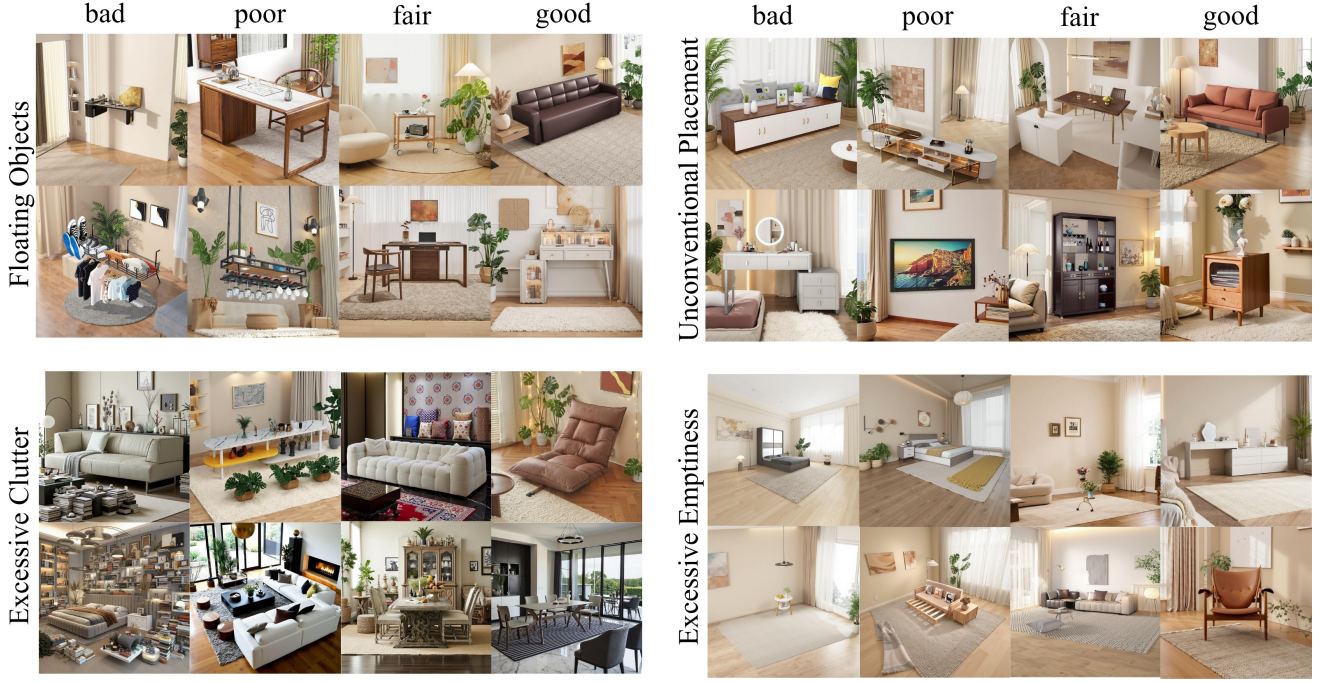 bad poor fair good
Floating Objects
bad poor fair good
Unconventional Placement
Excessive Clutter
Excessive Emptiness